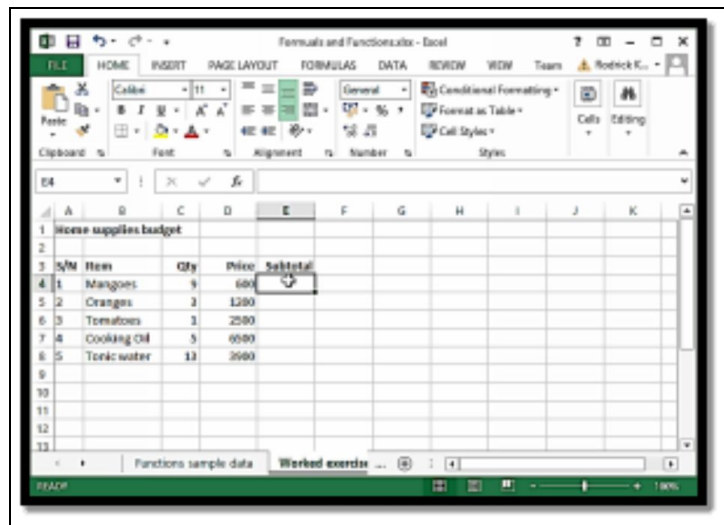 Formuals and Functions.xlsx - Excel
FILE HOME INSERT PAGE LAYOUT FORMULAS DATA REVIEW VIEW Team Rodrick K...
Calibri 11 General Conditional Formatting
Paste B I U A % Format as Table Cells Editing
Cell Styles
Clipboard Font Alignment Number Styles
E4 fx
A B C D E F G H I J K
1 Home supplies budget
2
3 S/N Item Qty Price Subtotal
4 1 Mangoes 9 600
5 2 Oranges 3 1200
6 3 Tomatoes 1 2500
7 4 Cooking Oil 5 6500
8 5 Tonic water 13 3900
9
10
11
12
13
Functions sample data Worked exercise ...
READY 100%